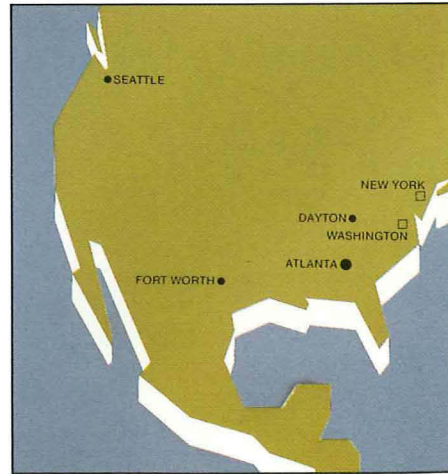 SEATTLE
NEW YORK
DAYTON
WASHINGTON
ATLANTA
FORT WORTH